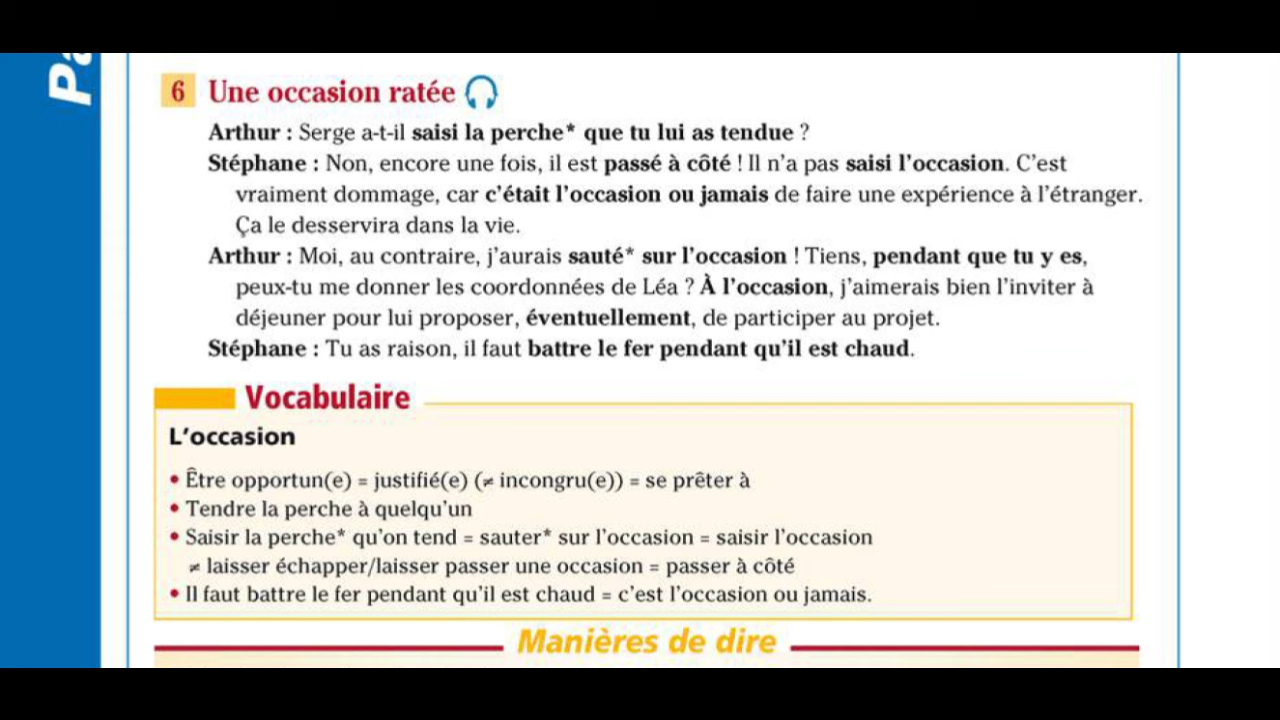 Pa
6 Une occasion ratée
Arthur : Serge a-t-il saisi la perche* que tu lui as tendue ?
Stéphane : Non, encore une fois, il est passé à côté ! Il n’a pas saisi l’occasion. C’est
vraiment dommage, car c’était l’occasion ou jamais de faire une expérience à l’étranger.
Ça le desservira dans la vie.
Arthur : Moi, au contraire, j’aurais sauté* sur l’occasion ! Tiens, pendant que tu y es,
peux-tu me donner les coordonnées de Léa ? À l’occasion, j’aimerais bien l’inviter à
déjeuner pour lui proposer, éventuellement, de participer au projet.
Stéphane : Tu as raison, il faut battre le fer pendant qu’il est chaud.
Vocabulaire
L’occasion
• Être opportun(e) = justifié(e) (≠ incongru(e)) = se prêter à
• Tendre la perche à quelqu’un
• Saisir la perche* qu’on tend = sauter* sur l’occasion = saisir l’occasion
≠ laisser échapper/laisser passer une occasion = passer à côté
• Il faut battre le fer pendant qu’il est chaud = c’est l’occasion ou jamais.
Manières de dire